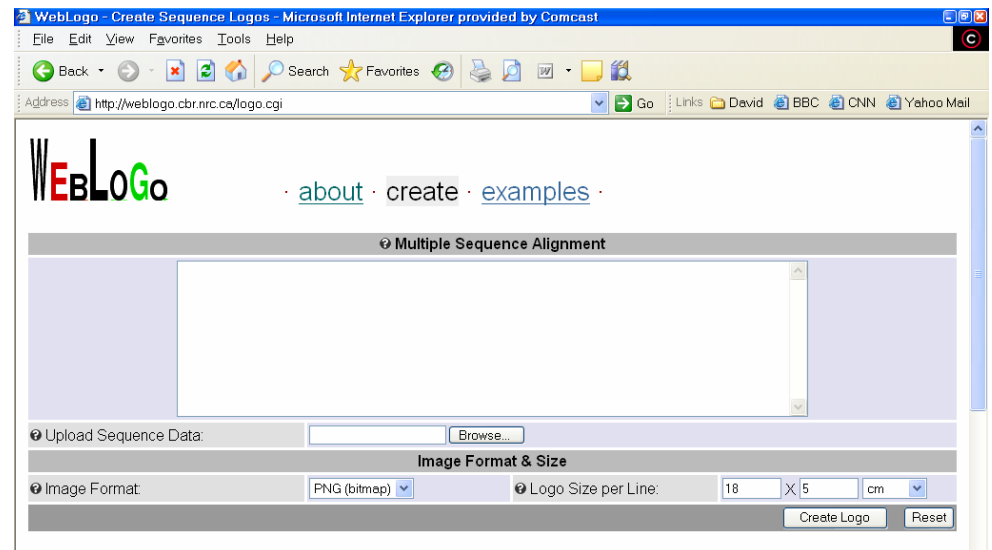 WebLogo - Create Sequence Logos - Microsoft Internet Explorer provided by Comcast
File Edit View Favorites Tools Help
Back Search Favorites
Address http://weblogo.cbr.nrc.ca/logo.cgi Go Links David BBC CNN Yahoo Mail
WEBLOGO · about · create · examples ·
Multiple Sequence Alignment
Upload Sequence Data: Browse...
Image Format & Size
Image Format: PNG (bitmap) Logo Size per Line: 18 X 5 cm
Create Logo Reset